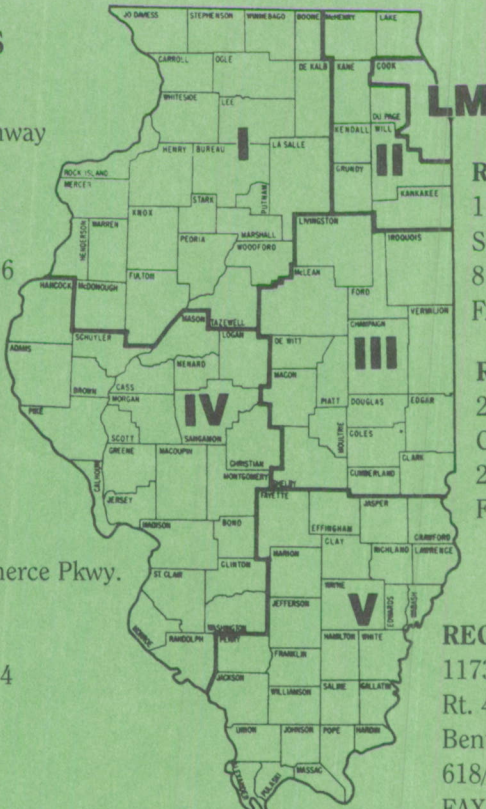 S
nway
6
merce Pkwy.
4
JO DAVIESS STEPHENSON WINNEBAGO BOONE McHENRY LAKE
CARROLL OGLE DE KALB KANE COOK
WHITESIDE LEE DU PAGE LM
HENRY BUREAU I LA SALLE KENDALL WILL II
ROCK ISLAND GRUNDY
MERCER STARK PUTNAM KANKAKEE
HENDERSON WARREN KNOX MARSHALL LIVINGSTON
PEORIA WOODFORD IROQUOIS
HANCOCK McDONOUGH FULTON McLEAN FORD
MASON TAZEWELL VERMILION
ADAMS SCHUYLER LOGAN DE WITT CHAMPAIGN
MENARD III
BROWN CASS MACON
PIKE MORGAN IV PIATT DOUGLAS EDGAR
SCOTT SANGAMON MOULTRIE COLES
GREENE MACOUPIN CHRISTIAN CLARK
CALHOUN MONTGOMERY SHELBY CUMBERLAND
JERSEY FAYETTE JASPER
MADISON BOND EFFINGHAM CRAWFORD
CLAY
CLINTON MARION RICHLAND LAWRENCE
ST CLAIR WAYNE
WASHINGTON JEFFERSON V EDWARDS WABASH
MONROE RANDOLPH PERRY HAMILTON WHITE
FRANKLIN
JACKSON
WILLIAMSON SALINE GALLATIN
UNION JOHNSON POPE HARDIN
ALEXANDER PULASKI MASSAC
R
1
S
8
F
R
2
C
2
F
REG
1173
Rt. 4
Ben
618/
FAX